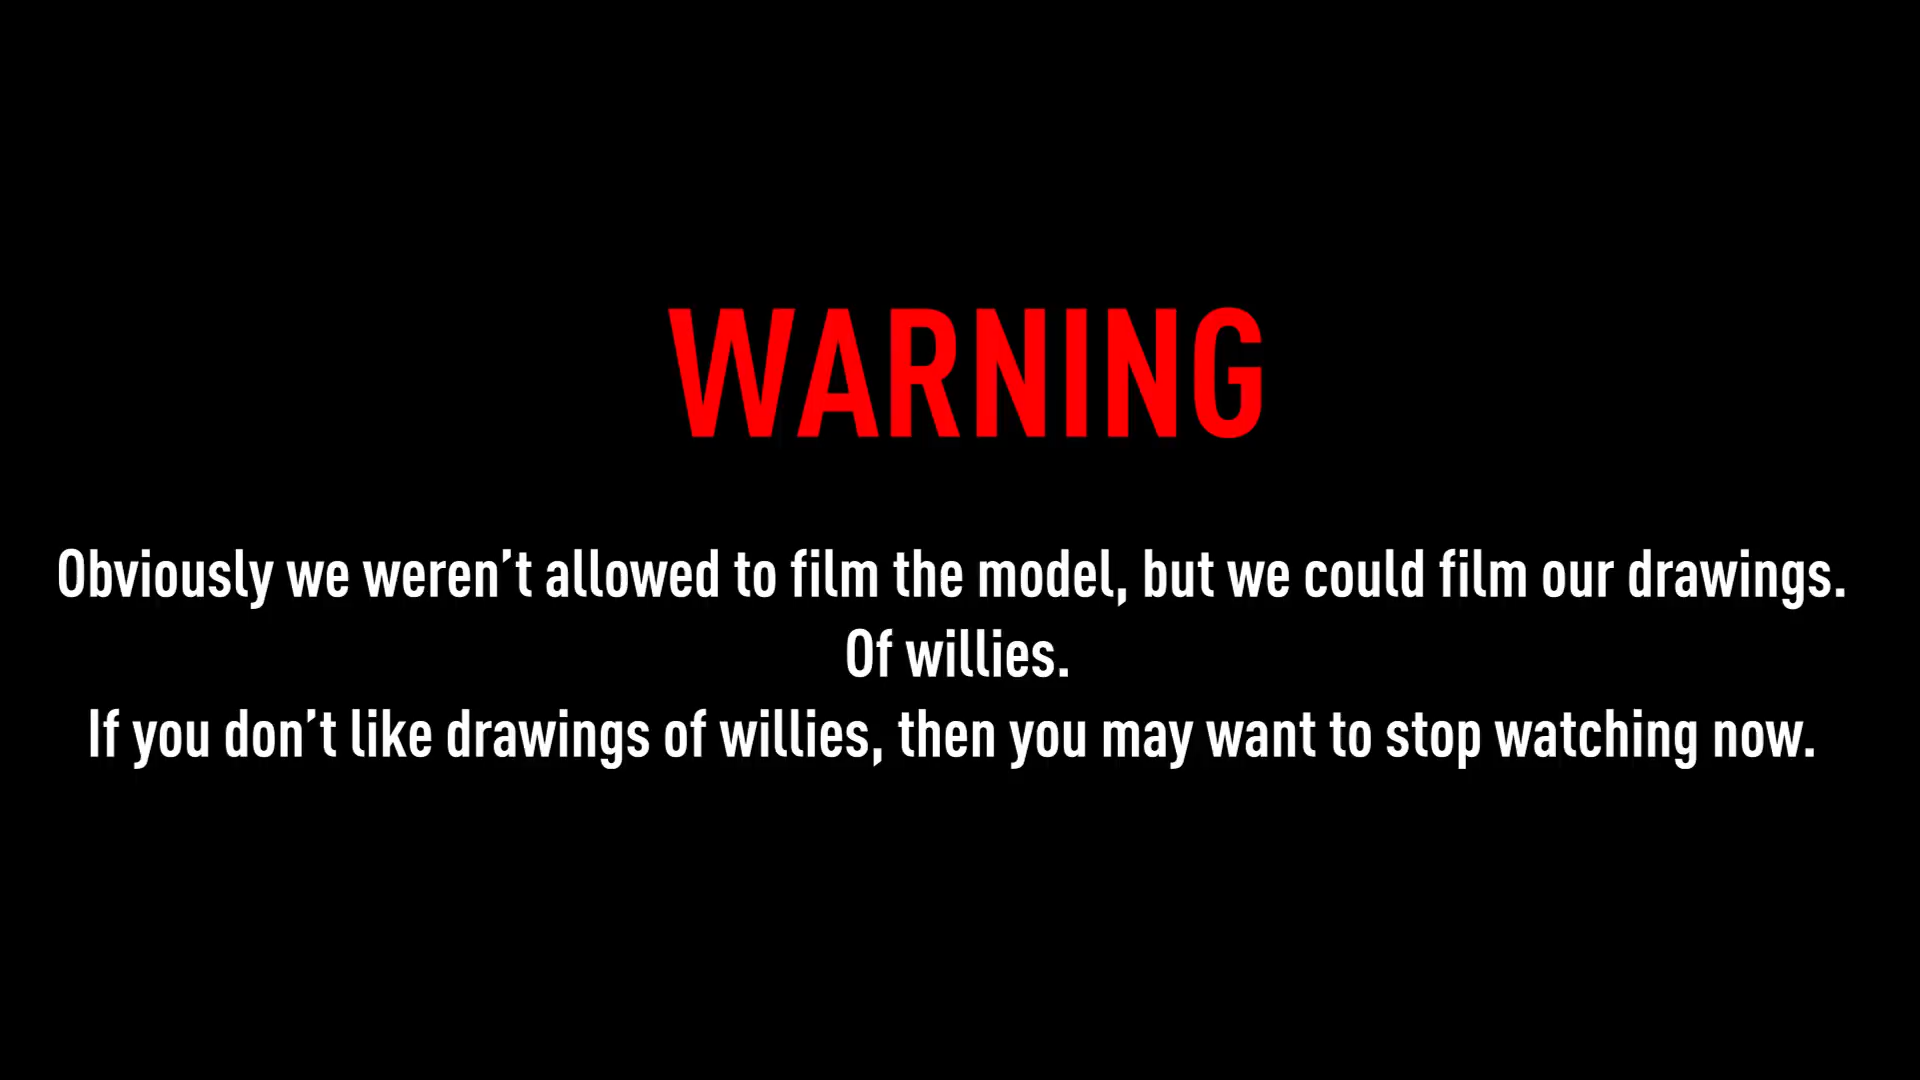 WARNING
Obviously we weren’t allowed to film the model, but we could film our drawings.
Of willies.
If you don’t like drawings of willies, then you may want to stop watching now.